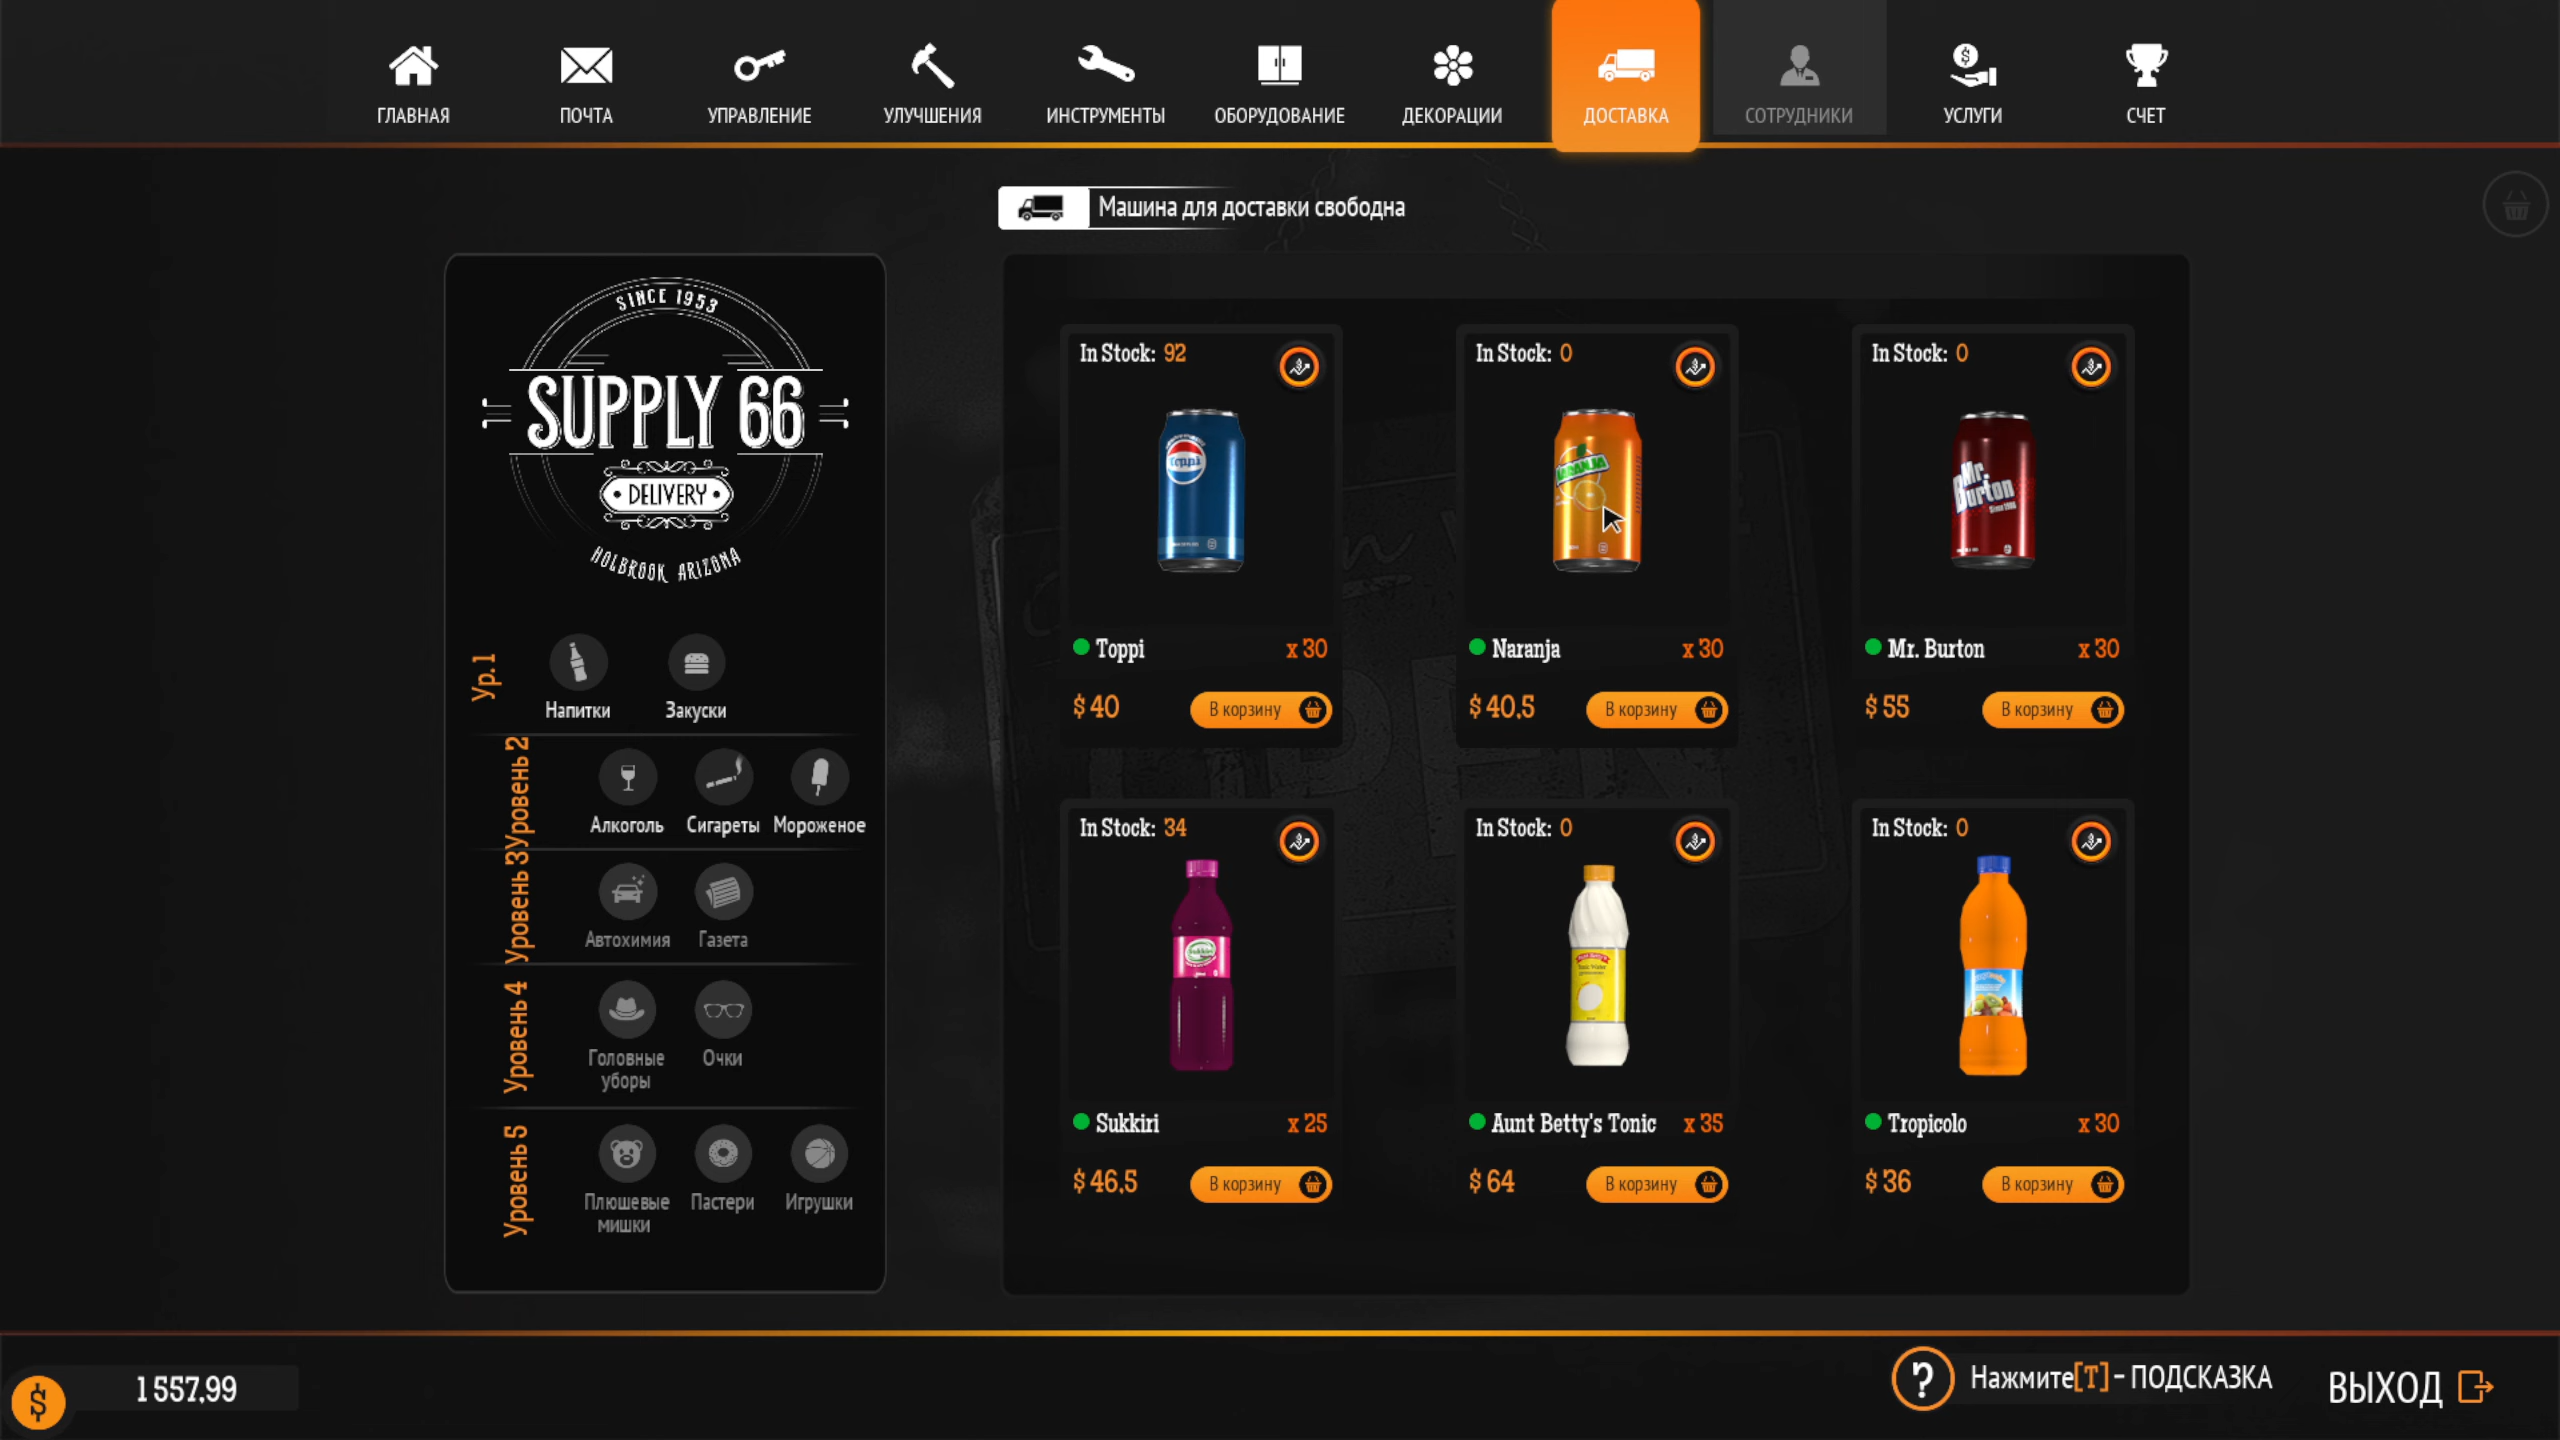 ГЛАВНАЯ ПОЧТА УПРАВЛЕНИЕ УЛУЧШЕНИЯ ИНСТРУМЕНТЫ ОБОРУДОВАНИЕ ДЕКОРАЦИИ ДОСТАВКА СОТРУДНИКИ УСЛУГИ СЧЕТ
Машина для доставки свободна
SINCE 1953
SUPPLY 66
• DELIVERY •
HOLBROOK ARIZONA
Ур.1
Напитки Закуски
Уровень 2
Алкоголь Сигареты Мороженое
Уровень 3
Автохимия Газета
Уровень 4
Головные уборы Очки
Уровень 5
Плюшевые мишки Пастери Игрушки
In Stock: 92
Toppi
Toppi x 30
$ 40 В корзину
In Stock: 0
NARANJA
Naranja x 30
$ 40,5 В корзину
In Stock: 0
Mr.
Burton
Mr. Burton x 30
$ 55 В корзину
In Stock: 34
Sukkiri
Sukkiri x 25
$ 46,5 В корзину
In Stock: 0
Aunt Betty's Tonic x 35
$ 64 В корзину
In Stock: 0
Tropicolo x 30
$ 36 В корзину
$ 1 557,99
? Нажмите[T] - ПОДСКАЗКА
ВЫХОД